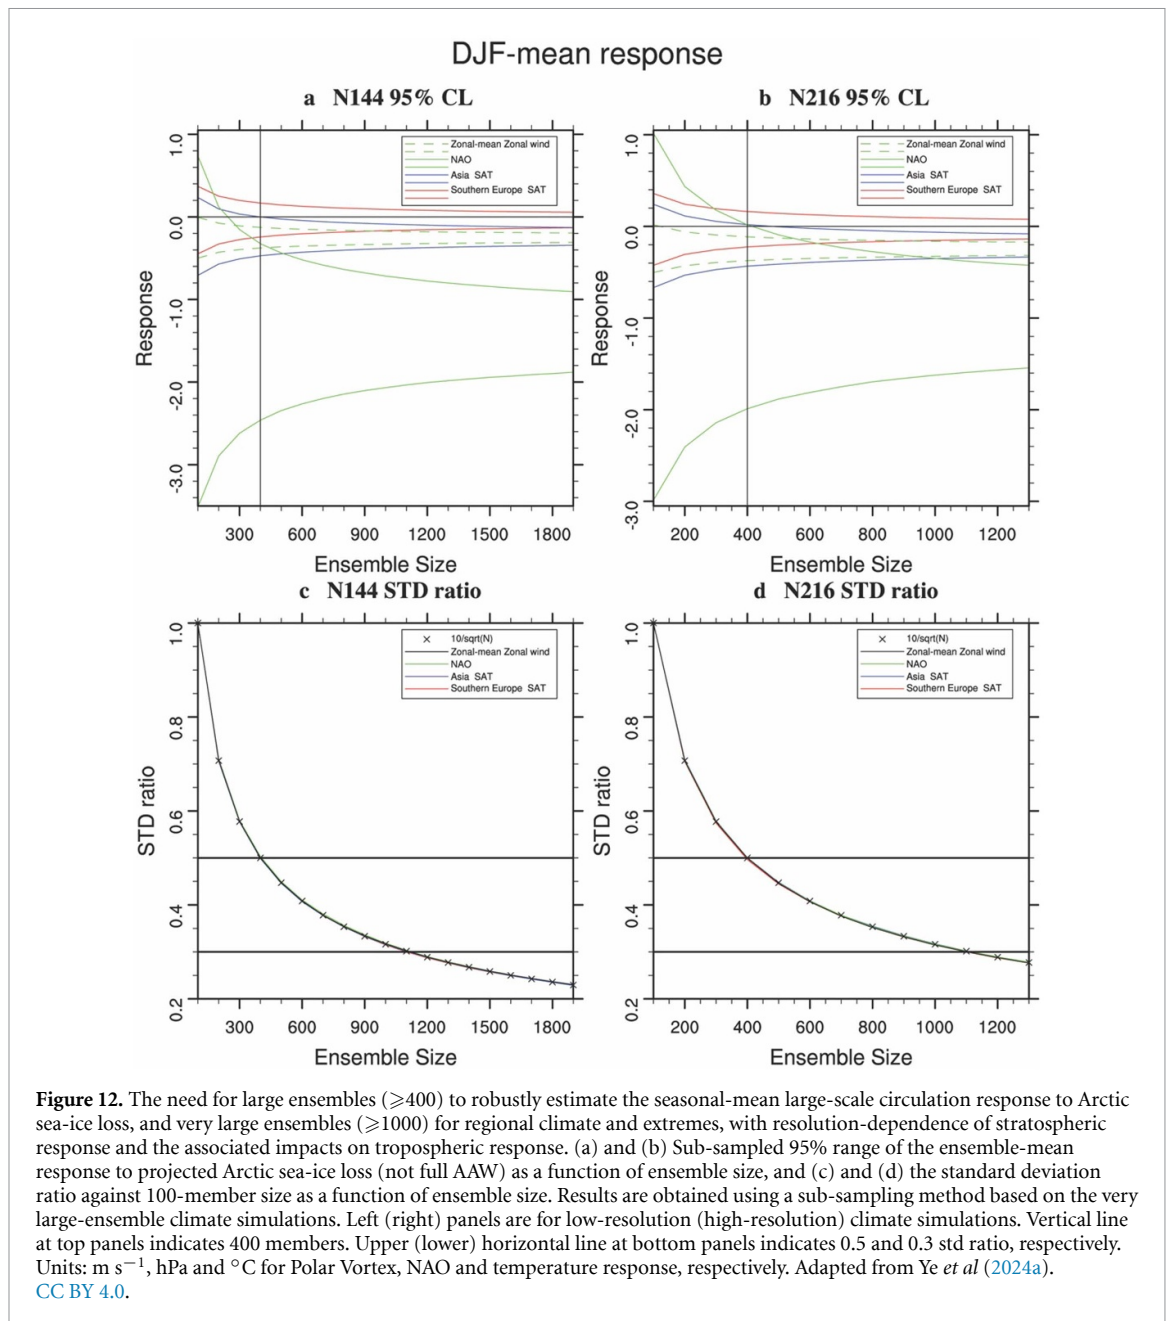 DJF-mean response
a N144 95% CL
b N216 95% CL
Zonal-mean Zonal wind
NAO
Asia SAT
Southern Europe SAT
1.0
0.0
-1.0
-2.0
-3.0
Response
300 600 900 1200 1500 1800
Ensemble Size
Zonal-mean Zonal wind
NAO
Asia SAT
Southern Europe SAT
1.0
0.0
-1.0
-2.0
-3.0
Response
200 400 600 800 1000 1200
Ensemble Size
c N144 STD ratio
d N216 STD ratio
10/sqrt(N)
Zonal-mean Zonal wind
NAO
Asia SAT
Southern Europe SAT
1.0
0.8
0.6
0.4
0.2
STD ratio
300 600 900 1200 1500 1800
Ensemble Size
10/sqrt(N)
Zonal-mean Zonal wind
NAO
Asia SAT
Southern Europe SAT
1.0
0.8
0.6
0.4
0.2
STD ratio
200 400 600 800 1000 1200
Ensemble Size
Figure 12. The need for large ensembles (⩾400) to robustly estimate the seasonal-mean large-scale circulation response to Arctic
sea-ice loss, and very large ensembles (⩾1000) for regional climate and extremes, with resolution-dependence of stratospheric
response and the associated impacts on tropospheric response. (a) and (b) Sub-sampled 95% range of the ensemble-mean
response to projected Arctic sea-ice loss (not full AAW) as a function of ensemble size, and (c) and (d) the standard deviation
ratio against 100-member size as a function of ensemble size. Results are obtained using a sub-sampling method based on the very
large-ensemble climate simulations. Left (right) panels are for low-resolution (high-resolution) climate simulations. Vertical line
at top panels indicates 400 members. Upper (lower) horizontal line at bottom panels indicates 0.5 and 0.3 std ratio, respectively.
Units: m s⁻¹, hPa and °C for Polar Vortex, NAO and temperature response, respectively. Adapted from Ye et al (2024a).
CC BY 4.0.